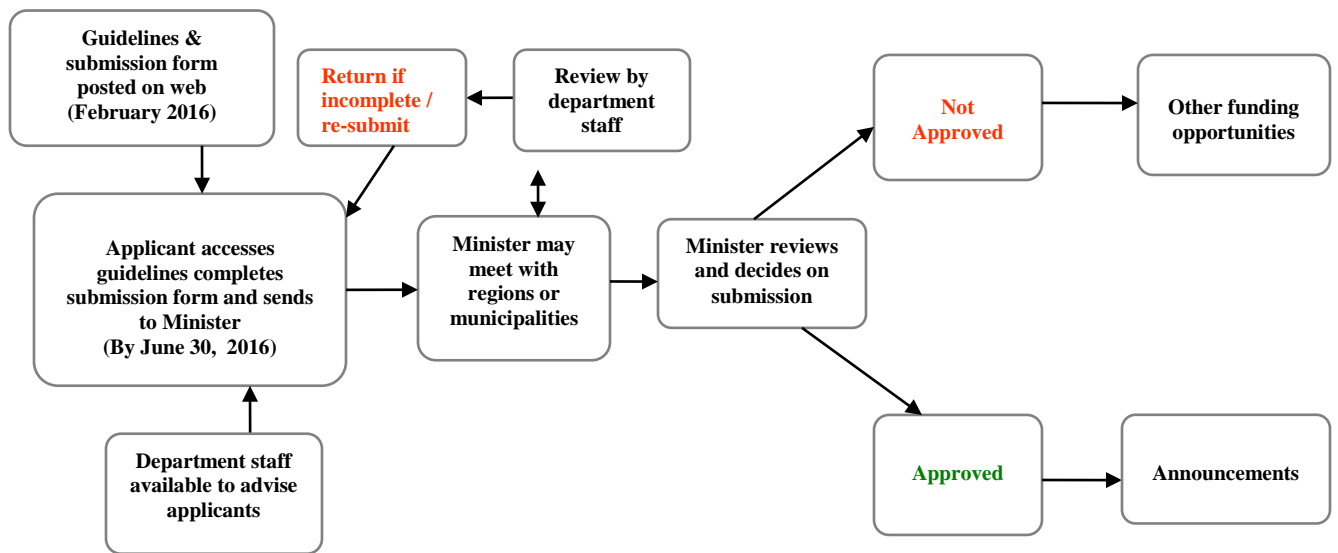 Guidelines &
submission form
posted on web
(February 2016)
Return if
incomplete /
re-submit
Review by
department
staff
Not
Approved
Other funding
opportunities
Applicant accesses
guidelines completes
submission form and sends
to Minister
(By June 30, 2016)
Minister may
meet with
regions or
municipalities
Minister reviews
and decides on
submission
Department staff
available to advise
applicants
Approved
Announcements